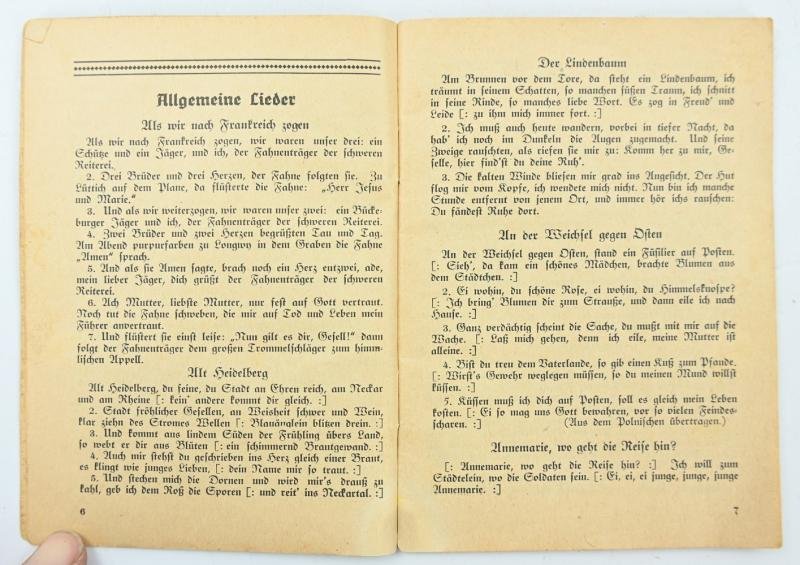 Allgemeine Lieder
Als wir nach Frankreich zogen
Als wir nach Frankreich zogen, wir waren unser drei: ein
Schütze und ein Jäger, und ich, der Fahnenträger der schweren
Reiterei.
2. Drei Brüder und drei Herzen, der Fahne folgten sie. Zu
Lüttich auf dem Plane, da flüsterte die Fahne: „Herr Jesus
und Marie.“
3. Und als wir weiterzogen, wir waren unser zwei: ein Bücke-
burger Jäger und ich, der Fahnenträger der schweren Reiterei.
4. Zwei Brüder und zwei Herzen begrüßten Tau und Tag.
Am Abend purpurfarben zu Longwy in dem Graben die Fahne
„Amen“ sprach.
5. Und als sie Amen sagte, brach noch ein Herz entzwei, ade,
mein lieber Jäger, dich grüßt der Fahnenträger der schweren
Reiterei.
6. Ach Mutter, liebste Mutter, nur fest auf Gott vertraut.
Noch tut die Fahne schweben, die mir auf Tod und Leben mein
Führer anvertraut.
7. Und flüstert sie einst leise: „Nun gilt es dir, Gesell!“ dann
folgt der Fahnenträger dem großen Trommelschläger zum himm-
lischen Appell.
Alt Heidelberg
Alt Heidelberg, du feine, du Stadt an Ehren reich, am Neckar
und am Rheine [: kein' andere kommt dir gleich. :]
2. Stadt fröhlicher Gesellen, an Weisheit schwer und Wein,
klar ziehn des Stromes Wellen [: Blauäuglein blitzen drein. :]
3. Und kommt aus lindem Süden der Frühling übers Land,
so webt er dir aus Blüten [: ein schimmernd Brautgewand. :]
4. Auch mir stehst du geschrieben ins Herz gleich einer Braut,
es klingt wie junges Lieben, [: dein Name mir so traut. :]
5. Und stechen mich die Dornen und wird mir's drauß zu
kahl, geb ich dem Roß die Sporen [: und reit' ins Neckartal. :]
6
Der Lindenbaum
Am Brunnen vor dem Tore, da steht ein Lindenbaum, ich
träumt in seinem Schatten, so manchen süßen Traum, ich schnitt
in seine Rinde, so manches liebe Wort. Es zog in Freud' und
Leide [: zu ihm mich immer fort. :]
2. Ich muß auch heute wandern, vorbei in tiefer Nacht, da
hab' ich noch im Dunkeln die Augen zugemacht. Und seine
Zweige rauschten, als riefen sie mir zu: Komm her zu mir, Ge-
selle, hier find'st du deine Ruh'.
3. Die kalten Winde bliesen mir grad ins Angesicht, Der Hut
flog mir vom Kopfe, ich wendete mich nicht. Nun bin ich manche
Stunde entfernt von jenem Ort, und immer hör ichs rauschen:
Du fändest Ruhe dort.
An der Weichsel gegen Osten
An der Weichsel gegen Osten, stand ein Füsilier auf Posten.
[: Sieh', da kam ein schönes Mädchen, brachte Blumen aus
dem Städtchen. :]
2. Ei wohin, du schöne Rose, ei wohin, du Himmelsknospe?
[: Ich bring' Blumen dir zum Strauße, und dann eile ich nach
Hause. :]
3. Ganz verdächtig scheint die Sache, du mußt mit mir auf die
Wache. [: Laß mich gehen, denn ich eile, meine Mutter ist
alleine. :]
4. Bist du treu dem Vaterlande, so gib einen Kuß zum Pfande.
[: Wirst's Gewehr weglegen müssen, so du meinen Mund willst
küssen. :]
5. Küssen muß ich dich auf Posten, soll es gleich mein Leben
kosten. [: Ei so mag uns Gott bewahren, vor so vielen Feindes-
scharen. :] (Aus dem Polnischen übertragen.)
Annemarie, wo geht die Reise hin?
[: Annemarie, wo geht die Reise hin? :] Ich will zum
Städtelein, wo die Soldaten sein. [: Ei, ei, ei junge, junge, junge
Annemarie. :]
7